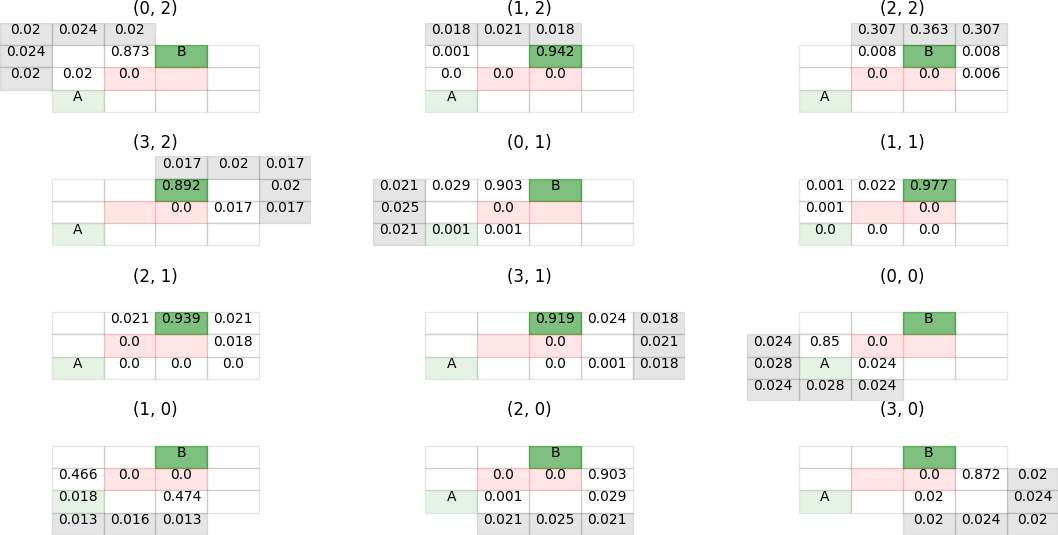 (0, 2) (1, 2) (2, 2)
0.02 0.024 0.02 0.018 0.021 0.018 0.307 0.363 0.307
0.024 0.873 B 0.001 0.942 0.008 B 0.008
0.02 0.02 0.0 0.0 0.0 0.0 0.0 0.0 0.006
A A A
(3, 2) (0, 1) (1, 1)
0.017 0.02 0.017
0.892 0.02 0.021 0.029 0.903 B 0.001 0.022 0.977
0.0 0.017 0.017 0.025 0.0 0.001 0.0
A 0.021 0.001 0.001 0.0 0.0 0.0
(2, 1) (3, 1) (0, 0)
0.021 0.939 0.021 0.919 0.024 0.018 B
0.0 0.018 0.0 0.021 0.024 0.85 0.0
A 0.0 0.0 0.0 A 0.0 0.001 0.018 0.028 A 0.024
0.024 0.028 0.024
(1, 0) (2, 0) (3, 0)
B B B
0.466 0.0 0.0 0.0 0.0 0.903 0.0 0.872 0.02
0.018 0.474 A 0.001 0.029 A 0.02 0.024
0.013 0.016 0.013 0.021 0.025 0.021 0.02 0.024 0.02